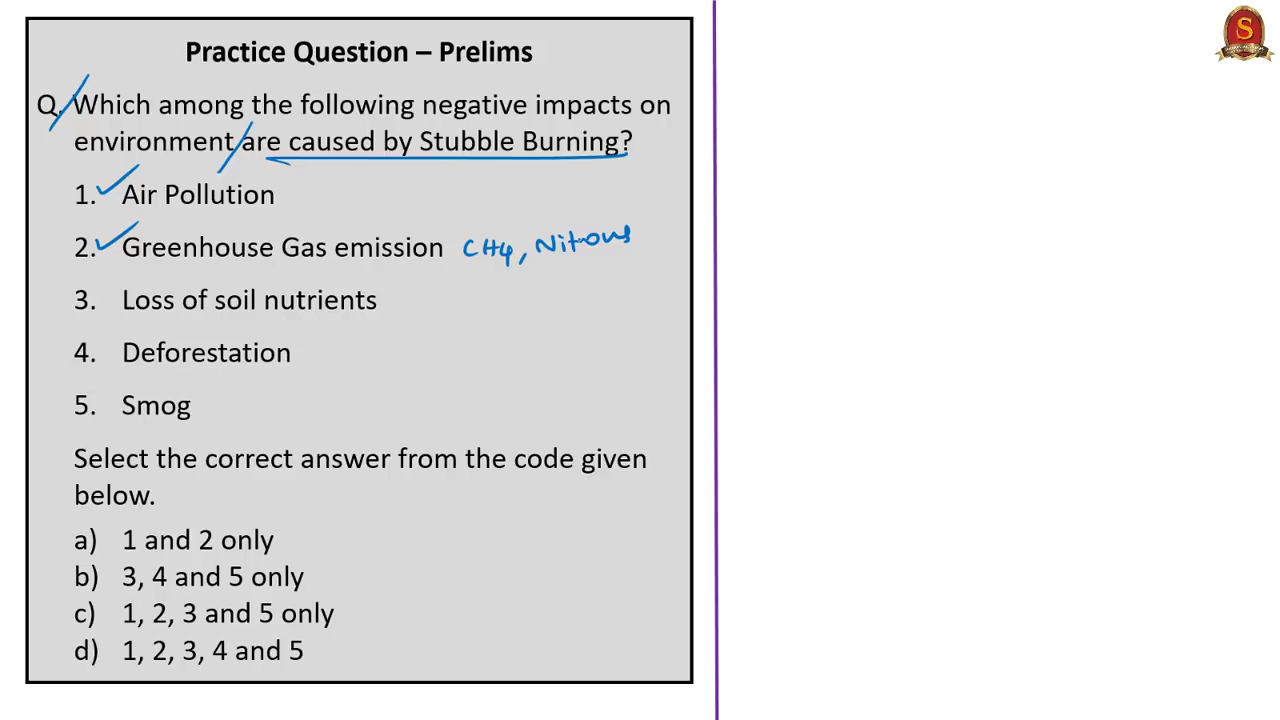 Practice Question – Prelims
Q. Which among the following negative impacts on
environment are caused by Stubble Burning?
1. Air Pollution
2. Greenhouse Gas emission CH4, Nitrous
3. Loss of soil nutrients
4. Deforestation
5. Smog
Select the correct answer from the code given
below.
a) 1 and 2 only
b) 3, 4 and 5 only
c) 1, 2, 3 and 5 only
d) 1, 2, 3, 4 and 5
S